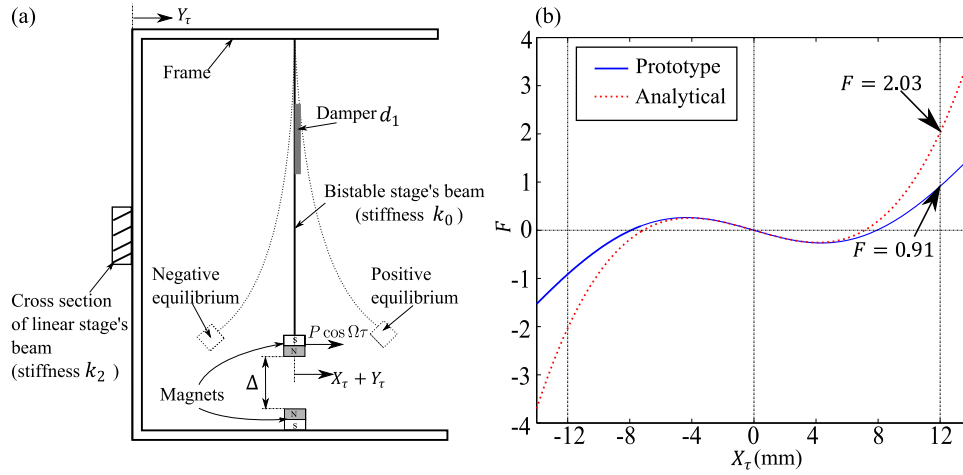 (a)
Y_τ
Frame
Damper d_1
Bistable stage's beam
(stiffness k_0)
Negative
equilibrium
Positive
equilibrium
Cross section
of linear stage's
beam
(stiffness k_2)
S
N
P cos Ωτ
X_τ + Y_τ
Δ
Magnets
N
S
(b)
Prototype
Analytical
F = 2.03
F = 0.91
F
4
3
2
1
0
-1
-2
-3
-4
-12
-8
-4
0
4
8
12
X_τ(mm)